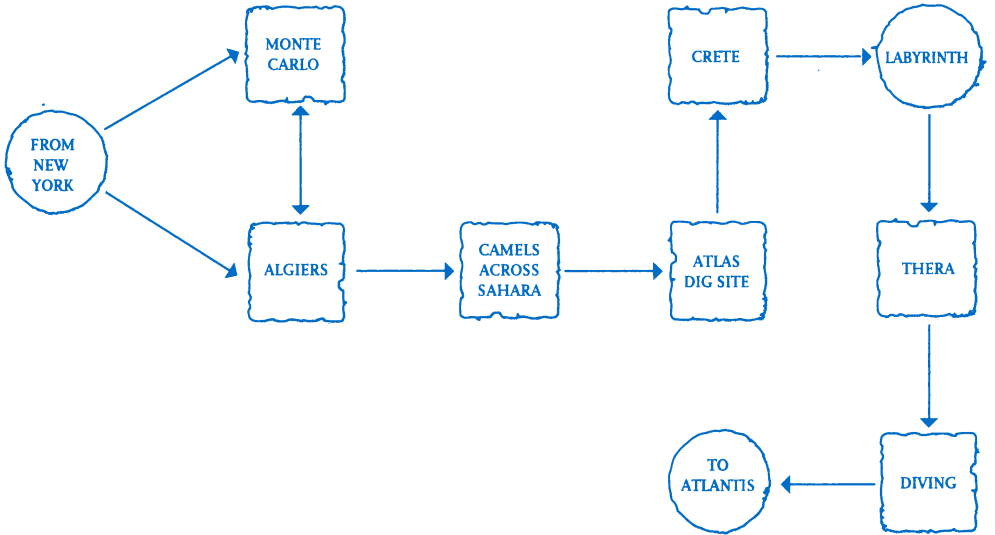 MONTE
CARLO
CRETE
LABYRINTH
FROM
NEW
YORK
ALGIERS
CAMELS
ACROSS
SAHARA
ATLAS
DIG SITE
THERA
TO
ATLANTIS
DIVING